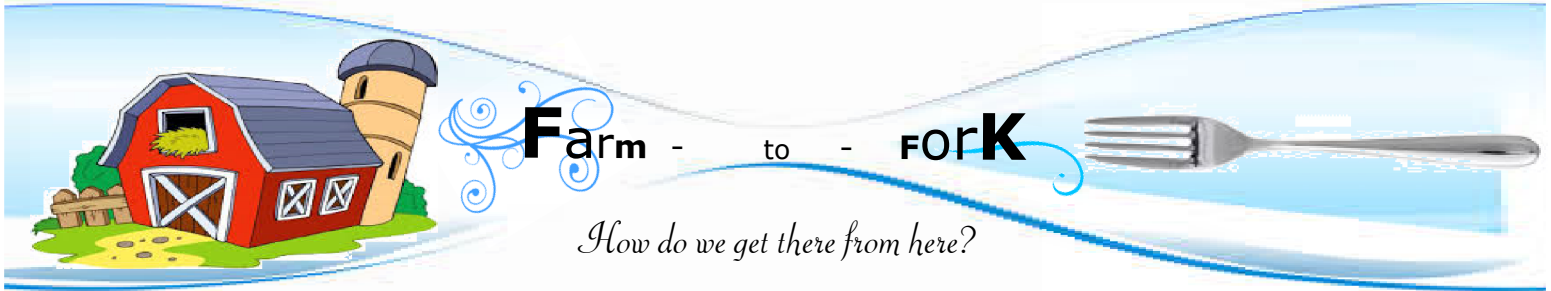 Farm - to - ForK
How do we get there from here?